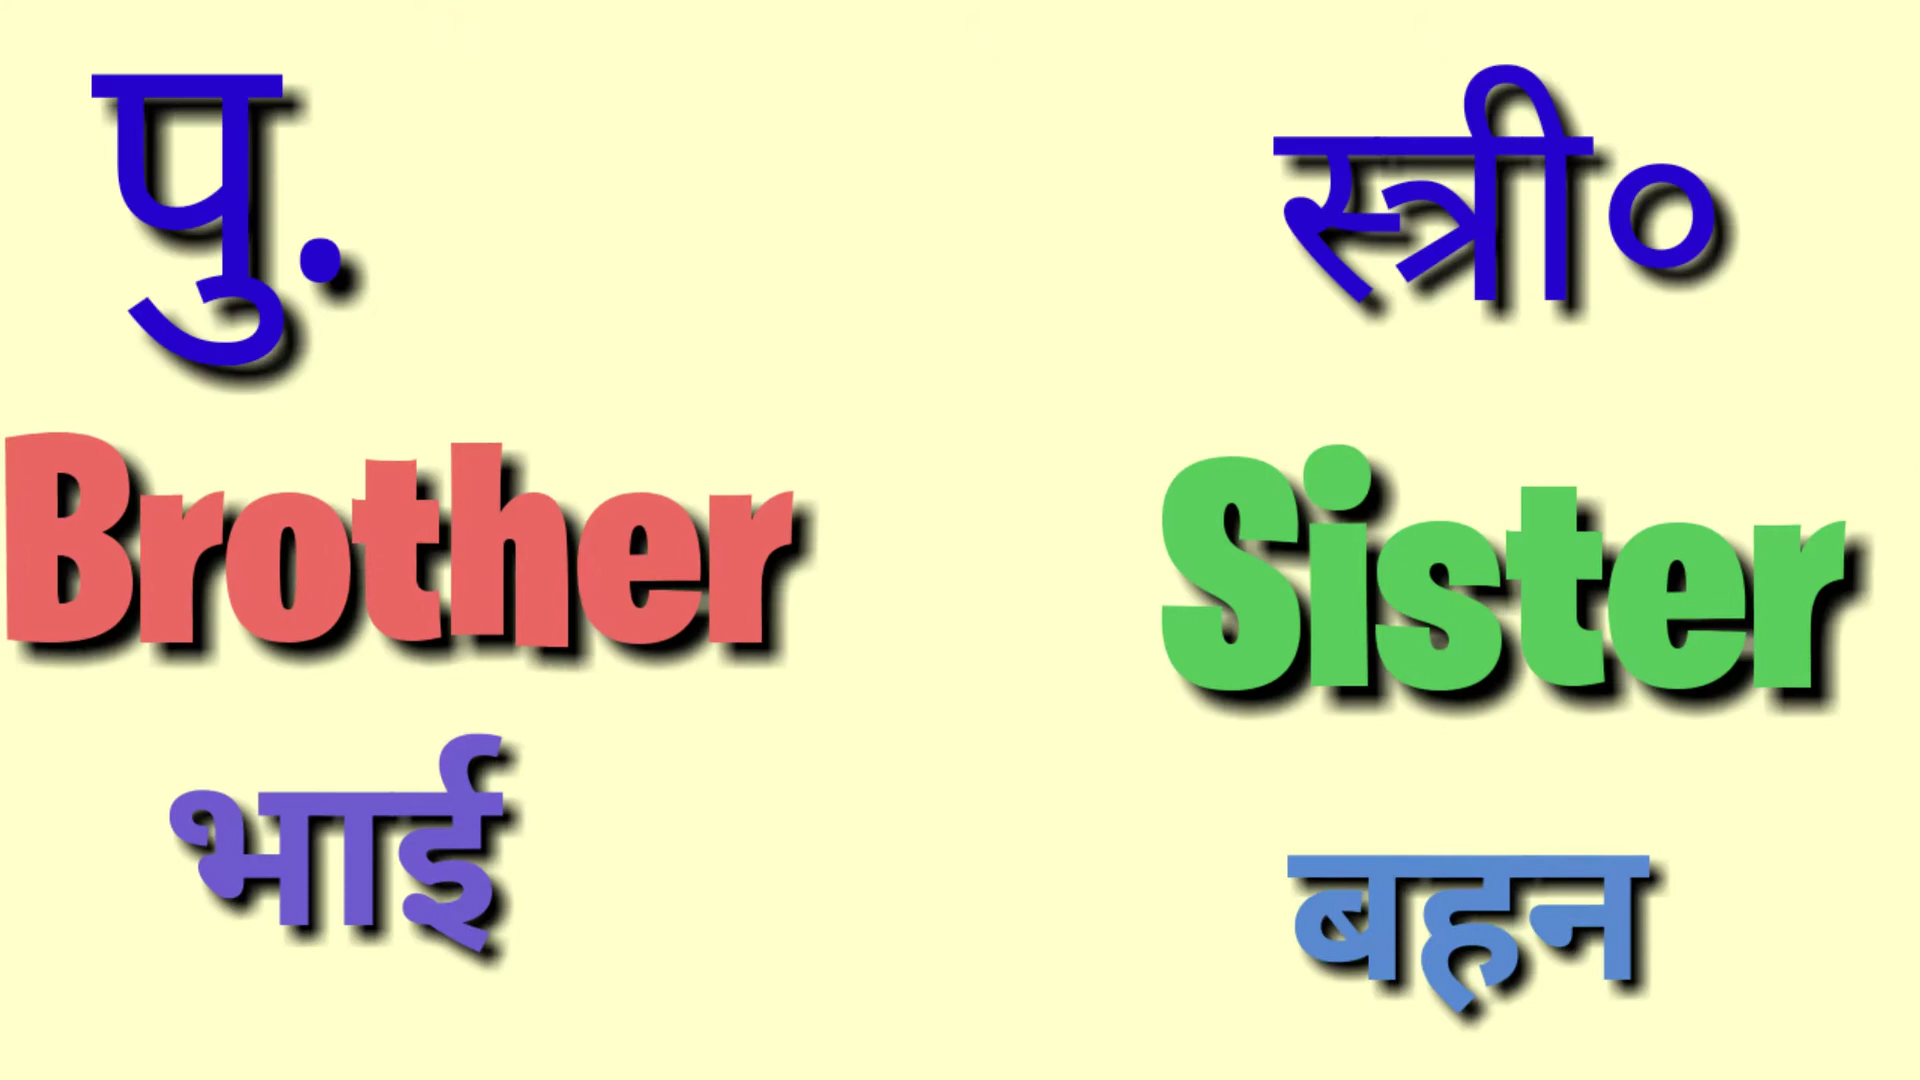 पु.
स्त्री०
Brother
Sister
भाई
बहन